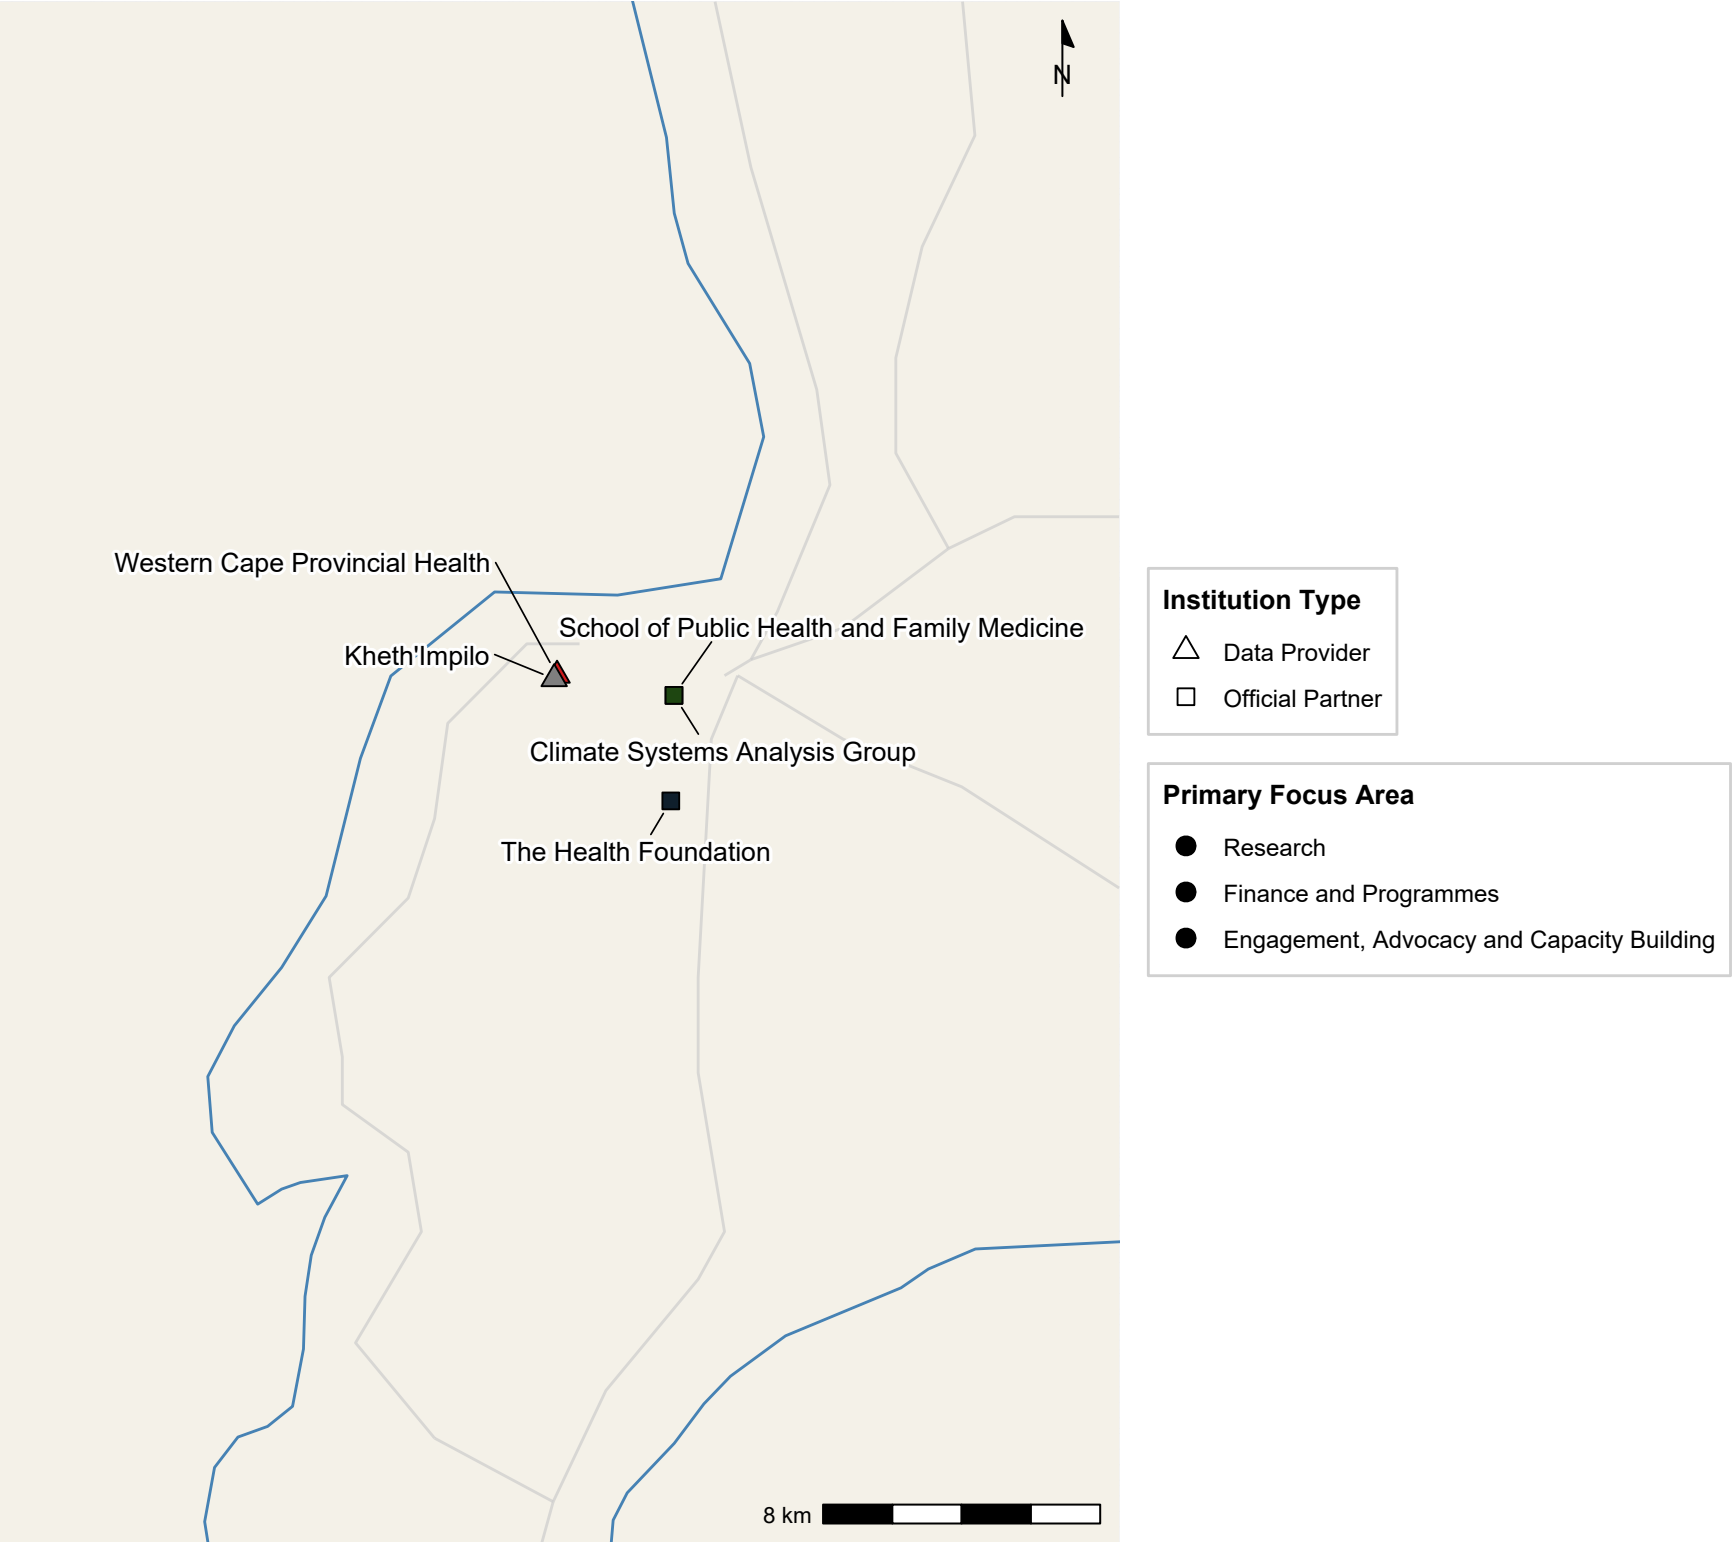 N
Western Cape Provincial Health
School of Public Health and Family Medicine
Kheth'Impilo
Climate Systems Analysis Group
The Health Foundation
8 km
Institution Type
Data Provider
Official Partner
Primary Focus Area
Research
Finance and Programmes
Engagement, Advocacy and Capacity Building